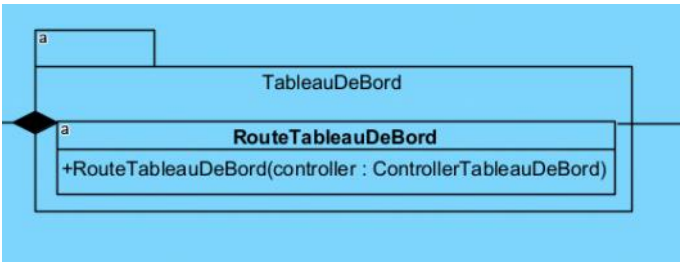 a
TableauDeBord
a
RouteTableauDeBord
+RouteTableauDeBord(controller : ControllerTableauDeBord)